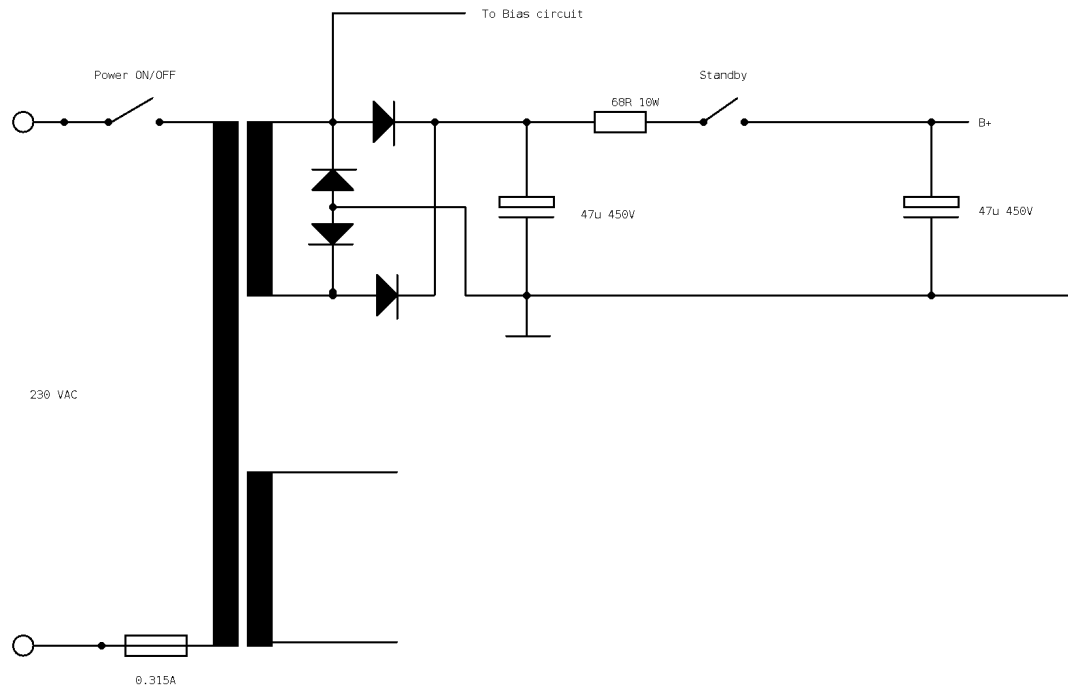 To Bias circuit
Power ON/OFF
Standby
68R 10W
B+
47u 450V
47u 450V
230 VAC
0.315A